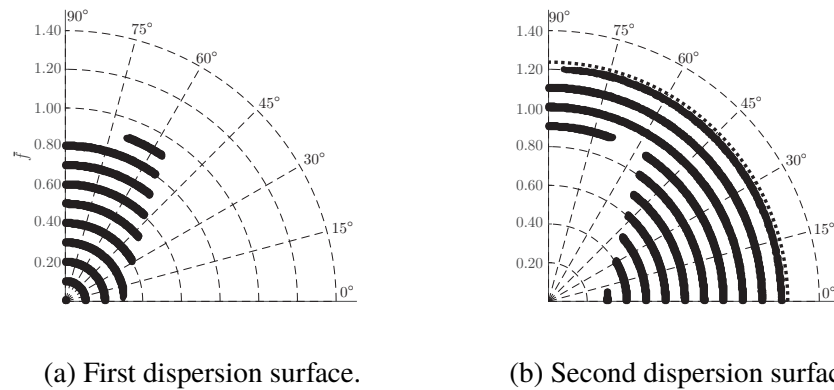 90° 90°
1.40 75° 1.40 75°
1.20 60° 1.20 60°
1.00 45° 1.00 45°
0.80 0.80
f̄ 0.60 30° 0.60 30°
0.40 15° 0.40 15°
0.20 0.20
0° 0°
(a) First dispersion surface. (b) Second dispersion surfac